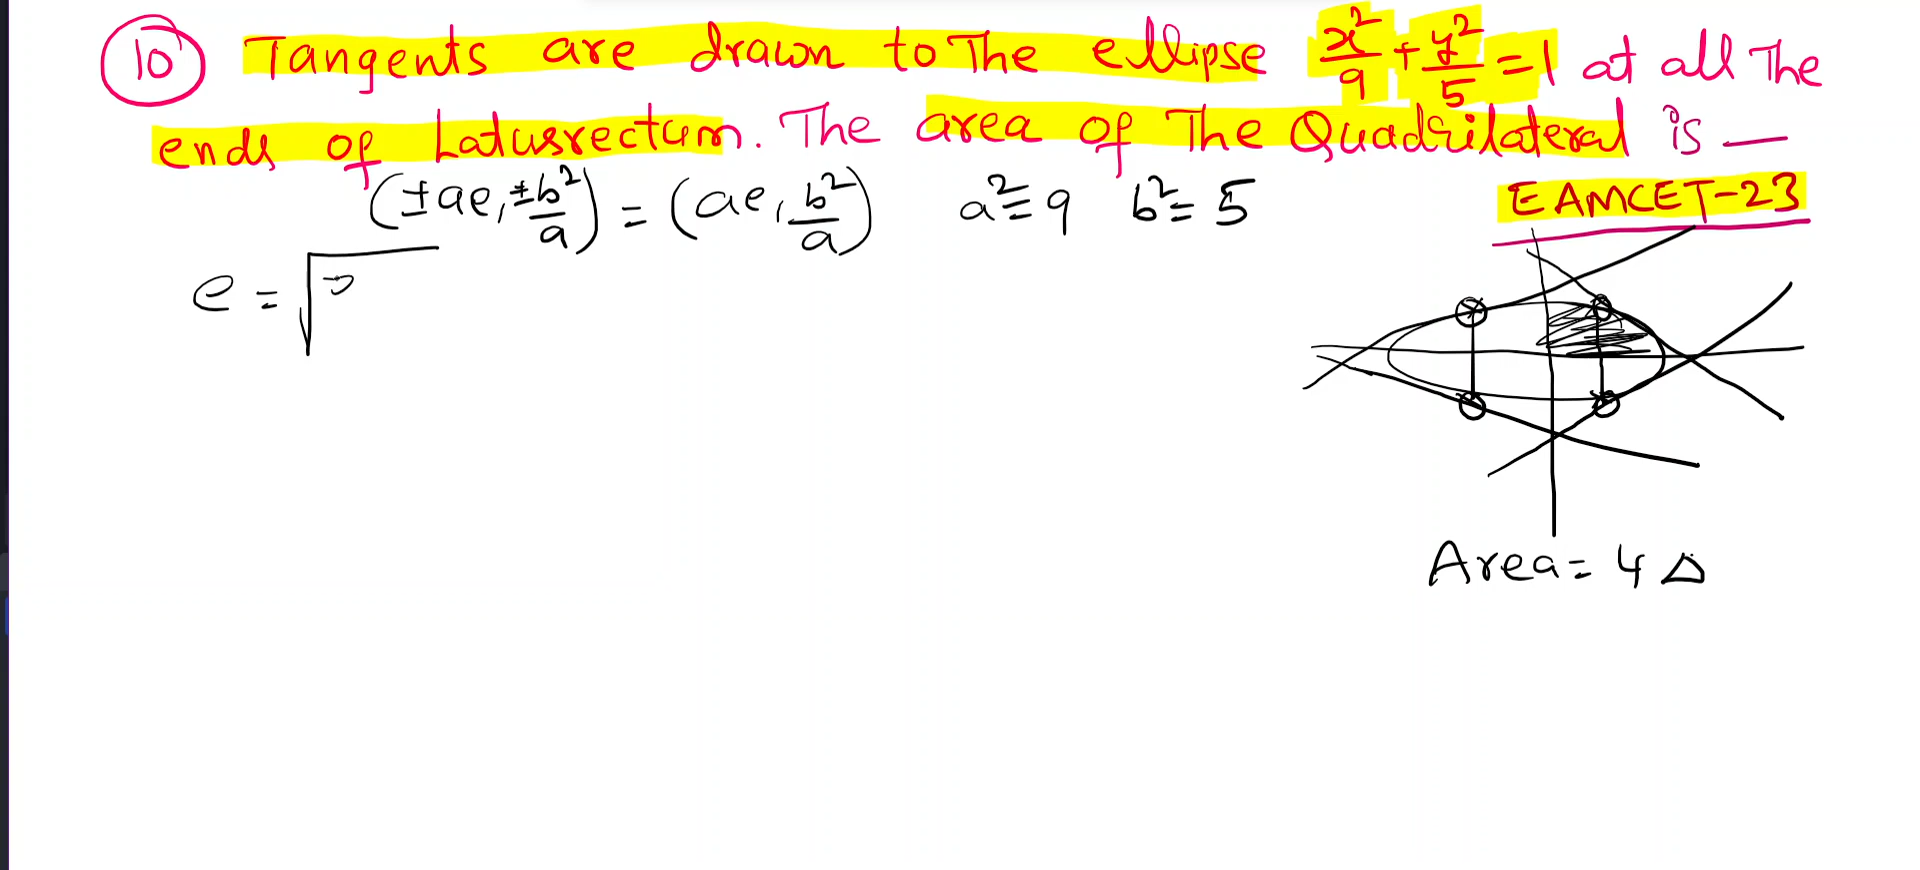 10 Tangents are drawn to The ellipse x²/9 + y²/5 = 1 at all The
ends of Latusrectum. The area of The Quadrilateral is —
EAMCET-23
(±ae, ±b²/a) = (ae, b²/a) a² = 9 b² = 5
e = √
Area = 4 Δ